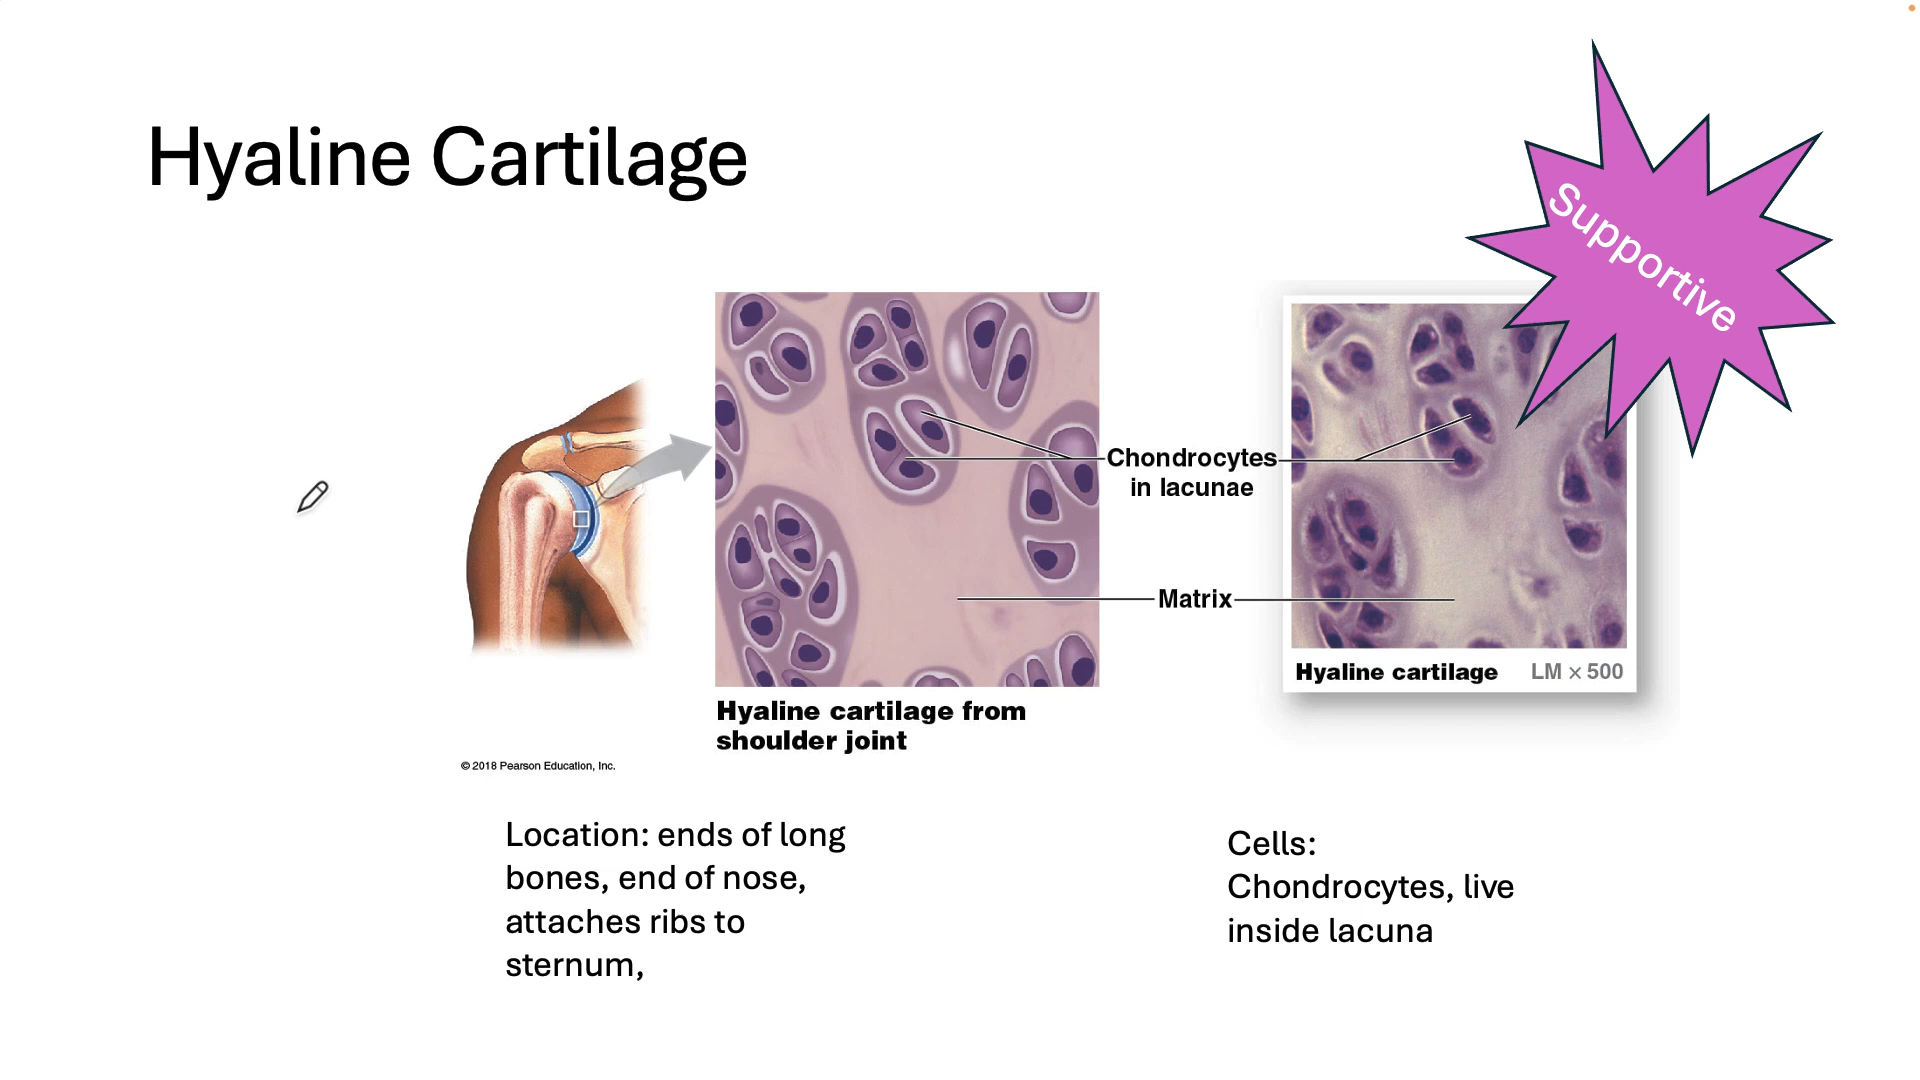 Hyaline Cartilage
Supportive
Chondrocytes
in lacunae
Matrix
Hyaline cartilage LM × 500
Hyaline cartilage from
shoulder joint
© 2018 Pearson Education, Inc.
Location: ends of long
bones, end of nose,
attaches ribs to
sternum,
Cells:
Chondrocytes, live
inside lacuna